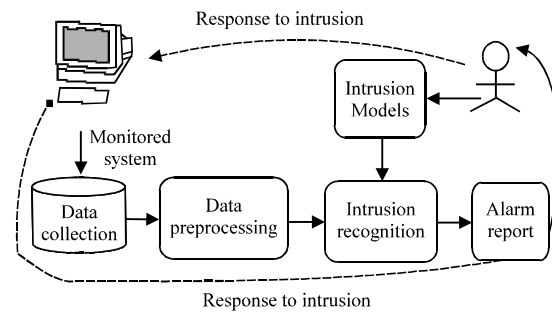 Response to intrusion
Intrusion
Models
Monitored
system
Data
collection
Data
preprocessing
Intrusion
recognition
Alarm
report
Response to intrusion